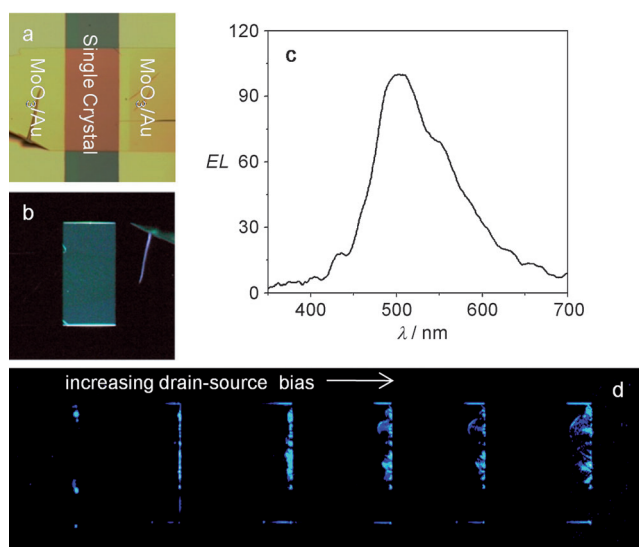 a
MoO₃/Au
Single Crystal
MoO₃/Au
b
c
120
90
EL
60
30
0
400
500
600
700
λ / nm
increasing drain-source bias
d